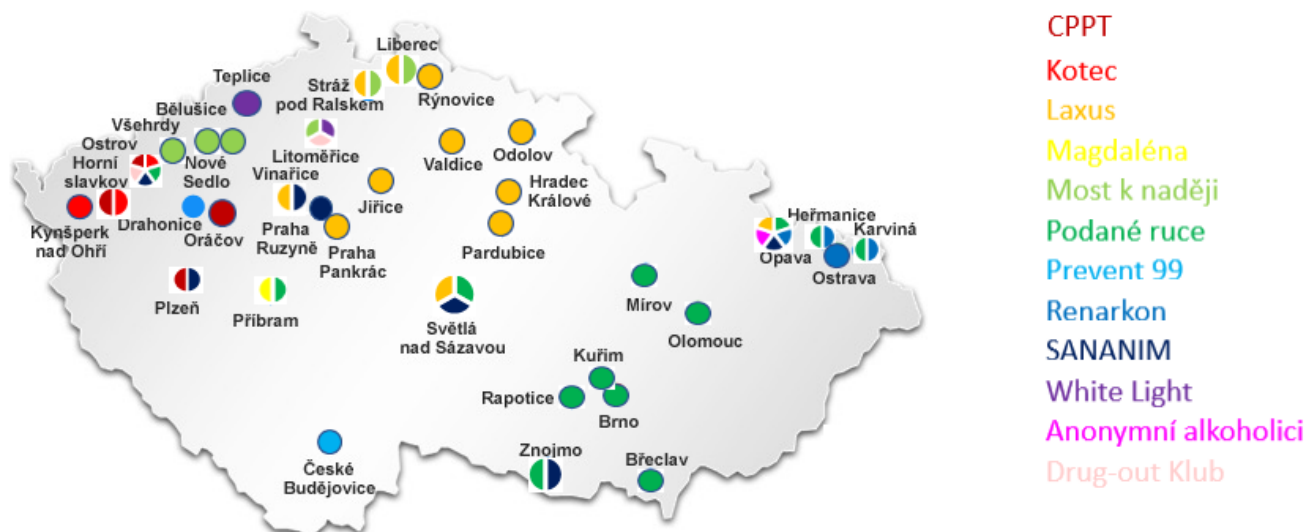 Liberec
Teplice
Stráž
pod Ralskem
Rýnovice
Bělušice
Všehrdy
Ostrov
Horní
slavkov
Nové
Sedlo
Litoměřice
Vinařice
Valdice
Odolov
Hradec
Králové
Jiřice
Kynšperk
nad Ohří
Drahonice
Oráčov
Praha
Ruzyně
Praha
Pankrác
Pardubice
Heřmanice
Karviná
Opava
Ostrava
Plzeň
Příbram
Světlá
nad Sázavou
Mírov
Olomouc
Kuřim
Rapotice
Brno
Znojmo
Břeclav
České
Budějovice
CPPT
Kotec
Laxus
Magdaléna
Most k naději
Podané ruce
Prevent 99
Renarkon
SANANIM
White Light
Anonymní alkoholici
Drug-out Klub